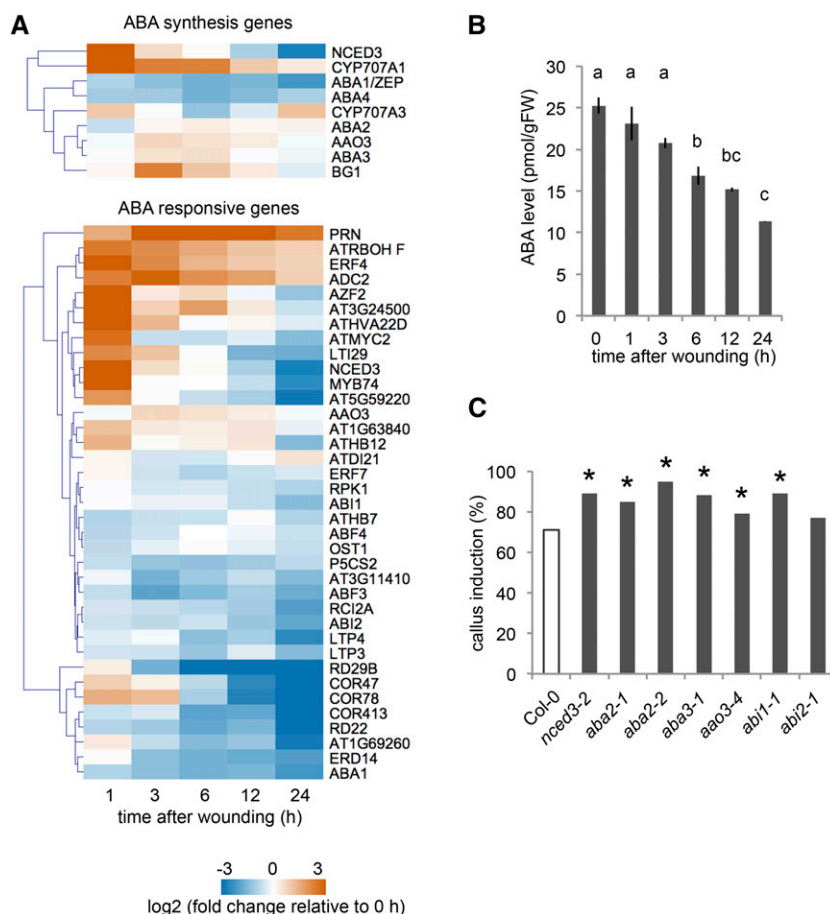 A
ABA synthesis genes
NCED3
CYP707A1
ABA1/ZEP
ABA4
CYP707A3
ABA2
AAO3
ABA3
BG1
ABA responsive genes
PRN
ATRBOH F
ERF4
ADC2
AZF2
AT3G24500
ATHVA22D
ATMYC2
LTI29
NCED3
MYB74
AT5G59220
AAO3
AT1G63840
ATHB12
ATDI21
ERF7
RPK1
ABI1
ATHB7
ABF4
OST1
P5CS2
AT3G11410
ABF3
RCI2A
ABI2
LTP4
LTP3
RD29B
COR47
COR78
COR413
RD22
AT1G69260
ERD14
ABA1
1 3 6 12 24
time after wounding (h)
-3 0 3
log2 (fold change relative to 0 h)
B
ABA level (pmol/gFW)
30
25
20
15
10
5
0
a a a b bc c
0 1 3 6 12 24
time after wounding (h)
C
callus induction (%)
100
80
60
40
20
0
* * * * * *
Col-0
nced3-2
aba2-1
aba2-2
aba3-1
aao3-4
abi1-1
abi2-1